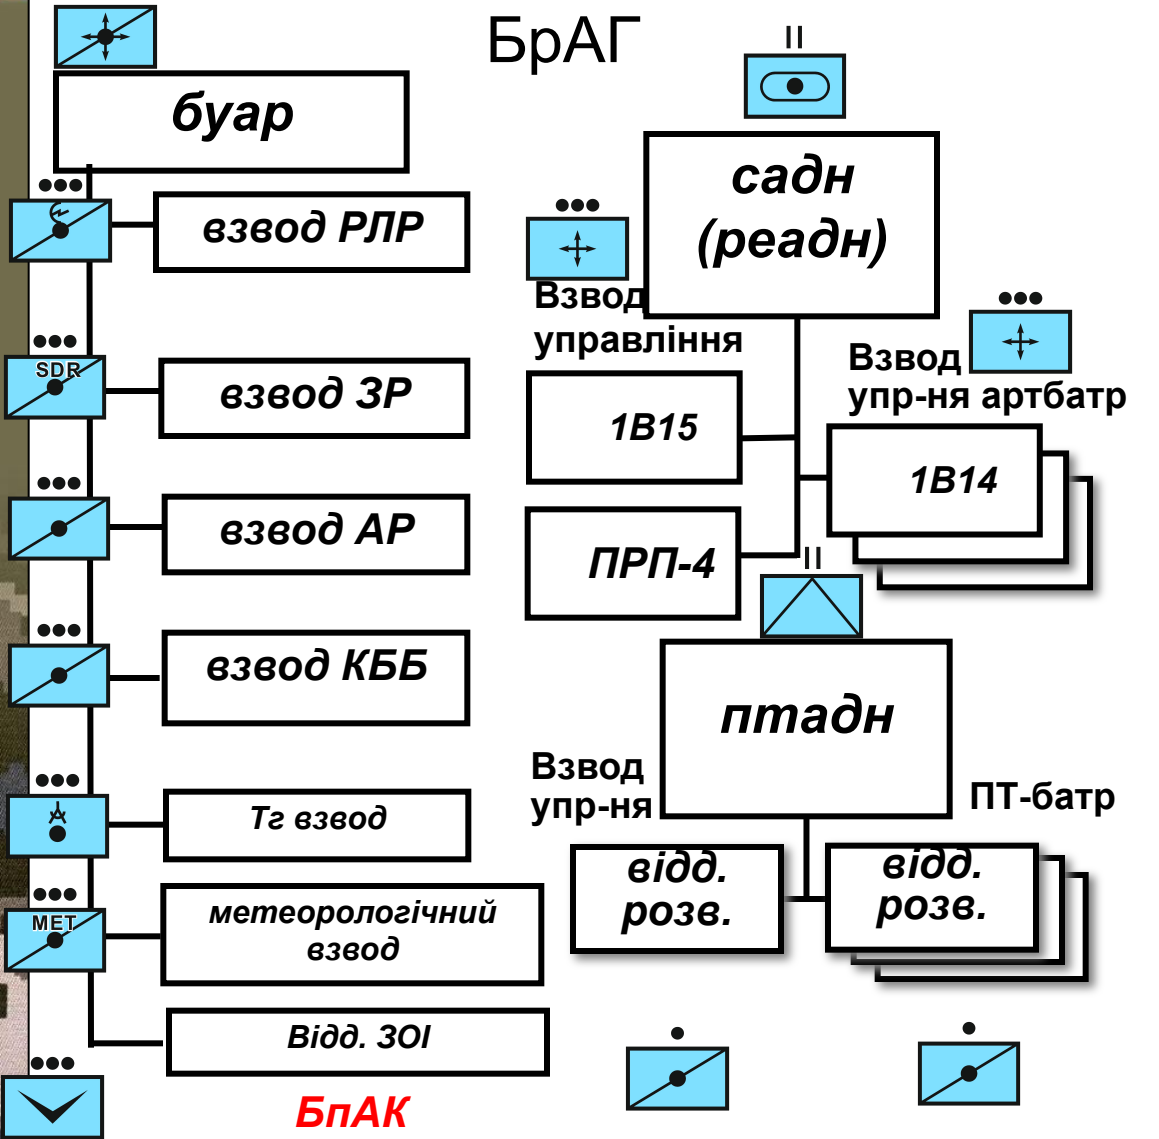 БрАГ
буар
взвод РЛР
SDR
взвод ЗР
взвод АР
взвод КББ
Тг взвод
MET
метеорологічний
взвод
Відд. ЗОІ
БпАК
II
садн
(реадн)
Взвод
управління
Взвод
упр-ня артбатр
1В15
1В14
ПРП-4
II
птадн
Взвод
упр-ня
ПТ-батр
відд.
розв.
відд.
розв.